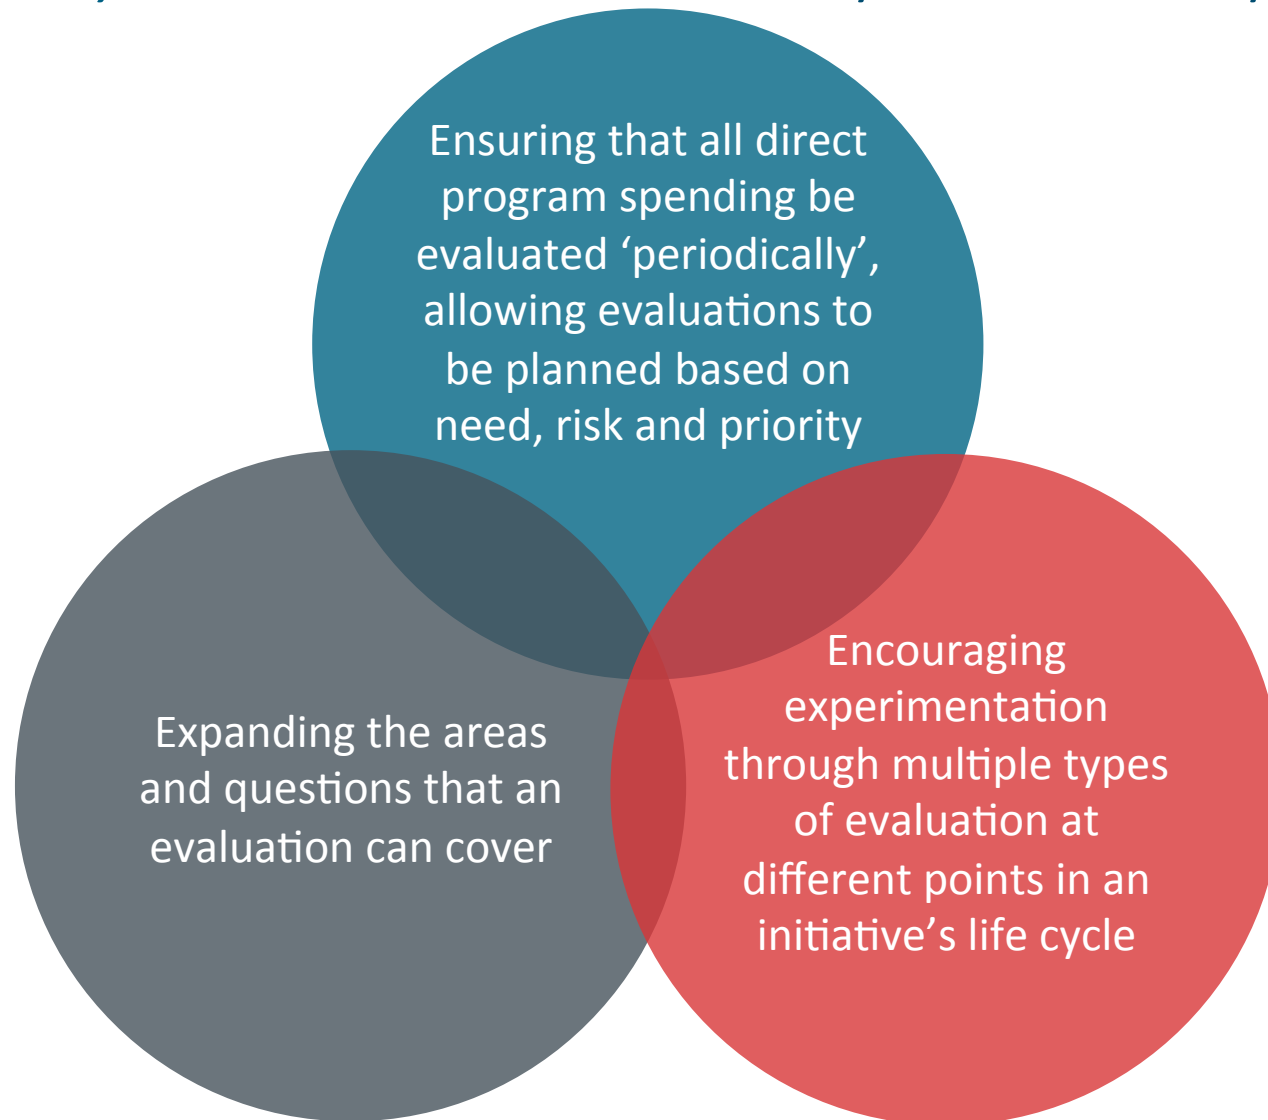 Ensuring that all direct
program spending be
evaluated ‘periodically’,
allowing evaluations to
be planned based on
need, risk and priority
Expanding the areas
and questions that an
evaluation can cover
Encouraging
experimentation
through multiple types
of evaluation at
different points in an
initiative’s life cycle